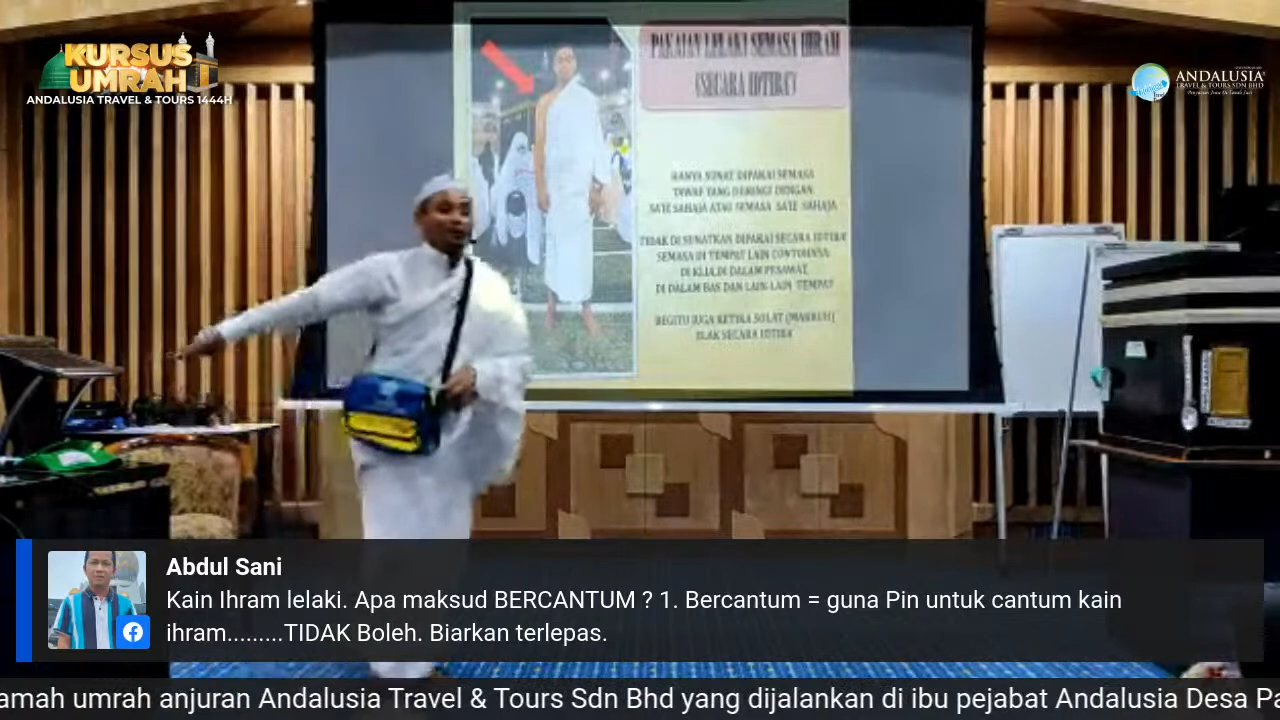 KURSUS
UMRAH
ANDALUSIA TRAVEL & TOURS 1444H
ANDALUSIA
TRAVEL & TOURS SDN BHD
PAKAIAN LELAKI SEMASA IHRAM
(SECARA IDTIBA')
HANYA SUNAT DIPAKAI SEMASA
TAWAF YANG DIIRINGI DENGAN
SA'IE SAHAJA ATAU SEMASA SA'IE SAHAJA
TIDAK DI SUNATKAN DIPAKAI SECARA IDTIBA'
SEMASA DI TEMPAT LAIN CONTOHNYA:
DI KLIA, DI DALAM PESAWAT,
DI DALAM BAS DAN LAIN-LAIN TEMPAT
BEGITU JUGA KETIKA SOLAT (MAKRUH)
ELAK SECARA IDTIBA'
Abdul Sani
Kain Ihram lelaki. Apa maksud BERCANTUM ? 1. Bercantum = guna Pin untuk cantum kain
ihram.........TIDAK Boleh. Biarkan terlepas.
amah umrah anjuran Andalusia Travel & Tours Sdn Bhd yang dijalankan di ibu pejabat Andalusia Desa Pa